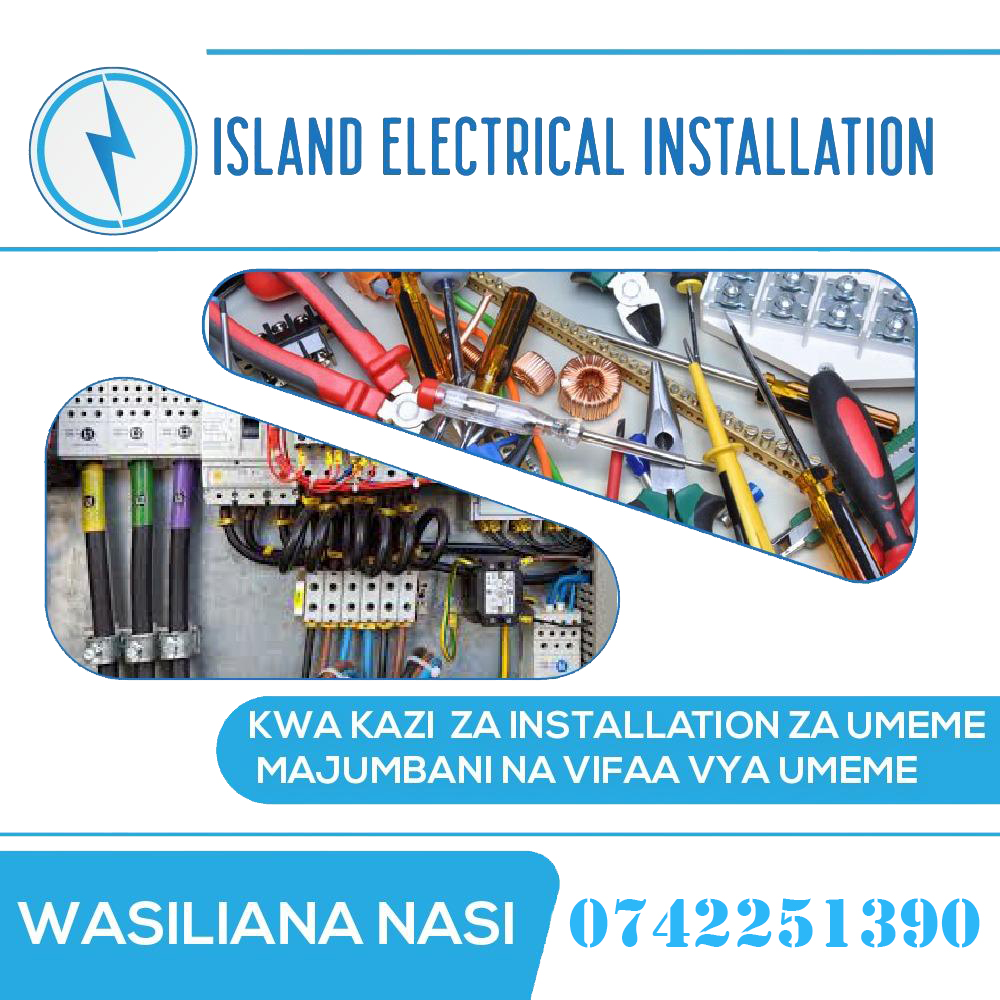 ISLAND ELECTRICAL INSTALLATION
KWA KAZI ZA INSTALLATION ZA UMEME
MAJUMBANI NA VIFAA VYA UMEME
WASILIANA NASI
0742251390